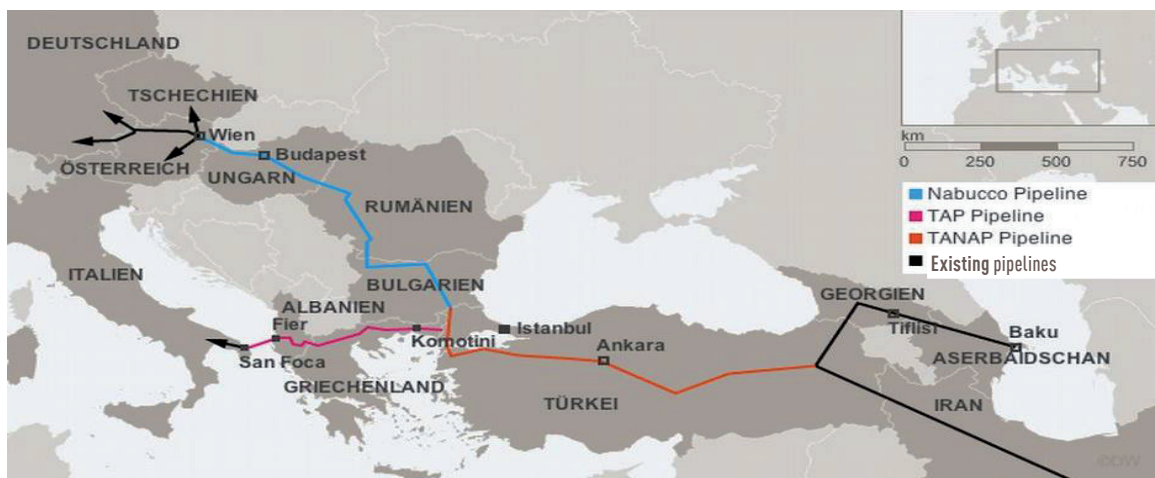 DEUTSCHLAND
TSCHECHIEN
Wien
Budapest
ÖSTERREICH
UNGARN
RUMÄNIEN
ITALIEN
BULGARIEN
ALBANIEN
Fier
San Foca
Komotini
Istanbul
GRIECHENLAND
Ankara
TÜRKEI
GEORGIEN
Tiflist
Baku
ASERBAIDSCHAN
IRAN
km
0 250 500 750
Nabucco Pipeline
TAP Pipeline
TANAP Pipeline
Existing pipelines
©DW